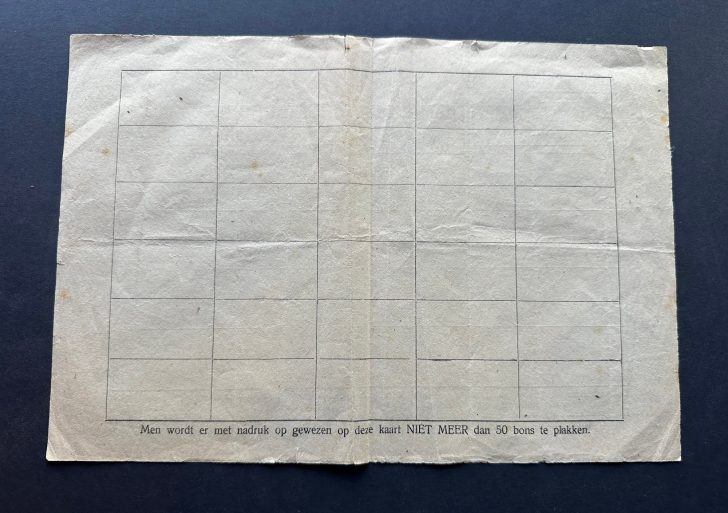 Men wordt er met nadruk op gewezen op deze kaart NIET MEER dan 50 bons te plakken.